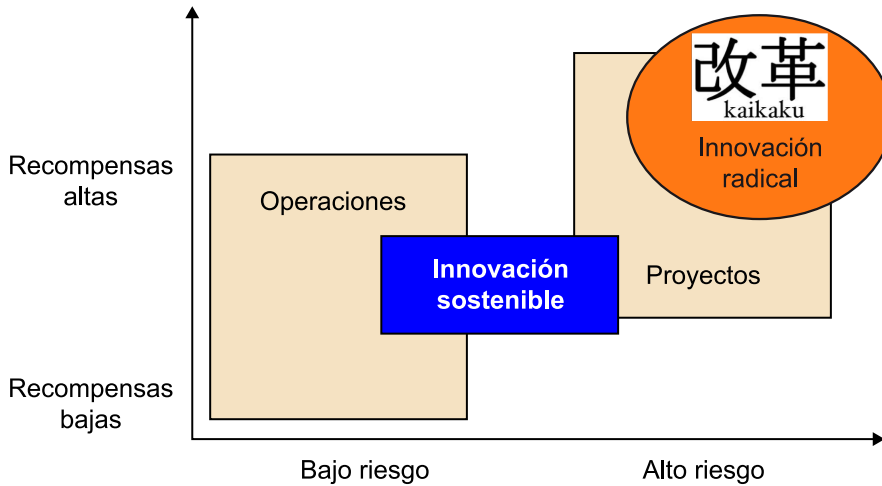 改革
kaikaku
Innovación
radical
Recompensas
altas
Operaciones
Innovación
sostenible
Proyectos
Recompensas
bajas
Bajo riesgo
Alto riesgo